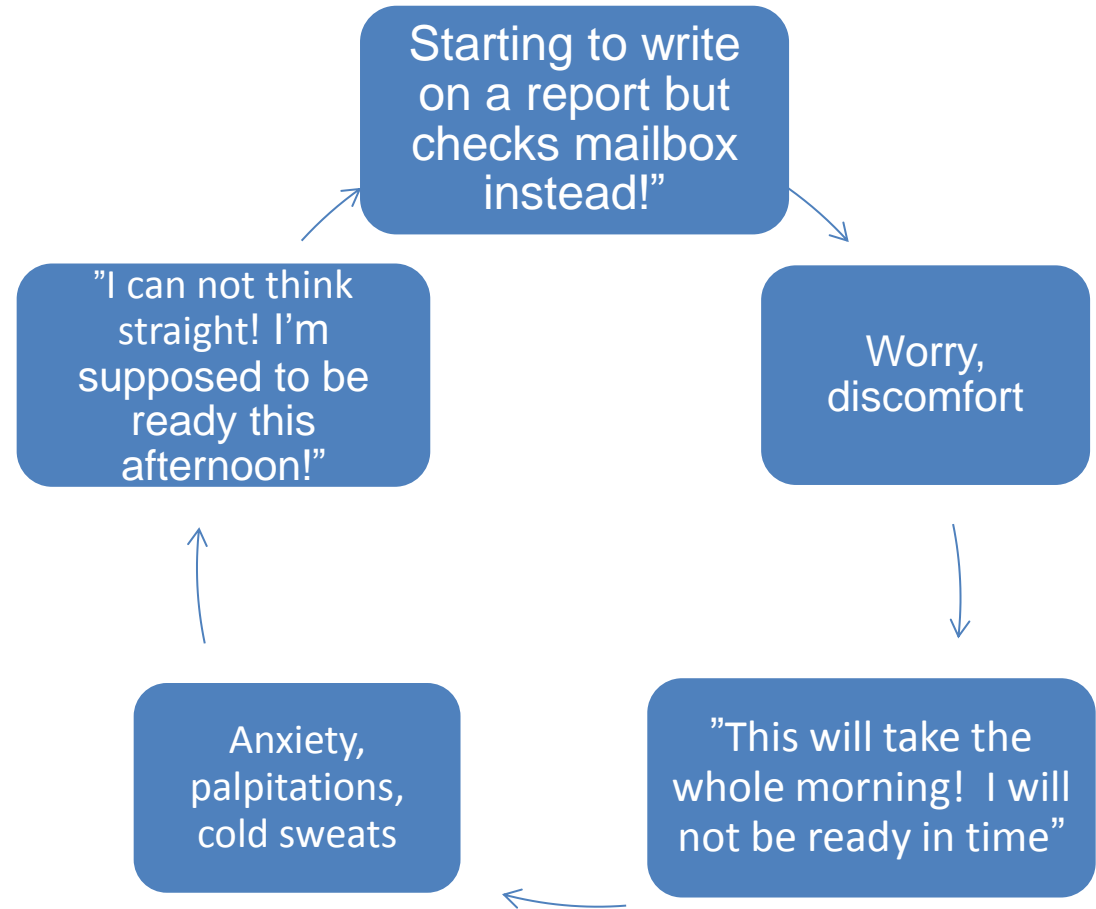 Starting to write
on a report but
checks mailbox
instead!”
Worry,
discomfort
”This will take the
whole morning!  I will
not be ready in time”
Anxiety,
palpitations,
cold sweats
”I can not think
straight! I’m
supposed to be
ready this
afternoon!”